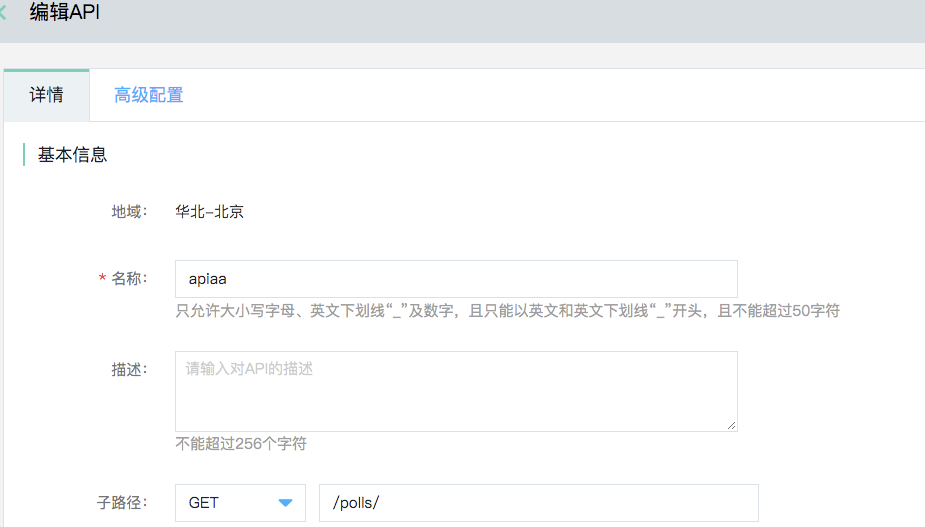 编辑API
详情 高级配置
基本信息
地域： 华北-北京
* 名称： apiaa
只允许大小写字母、英文下划线“_”及数字，且只能以英文和英文下划线“_”开头，且不能超过50字符
描述： 请输入对API的描述
不能超过256个字符
子路径： GET /polls/